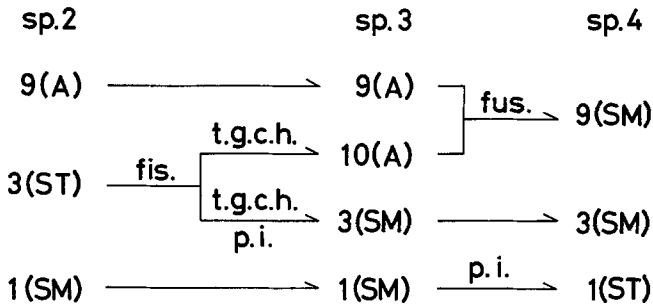 sp.2 sp.3 sp.4
9(A) 9(A) fus. 9(SM)
t.g.c.h. 10(A)
3(ST) fis.
t.g.c.h. 3(SM) 3(SM)
p.i.
1(SM) 1(SM) p.i. 1(ST)